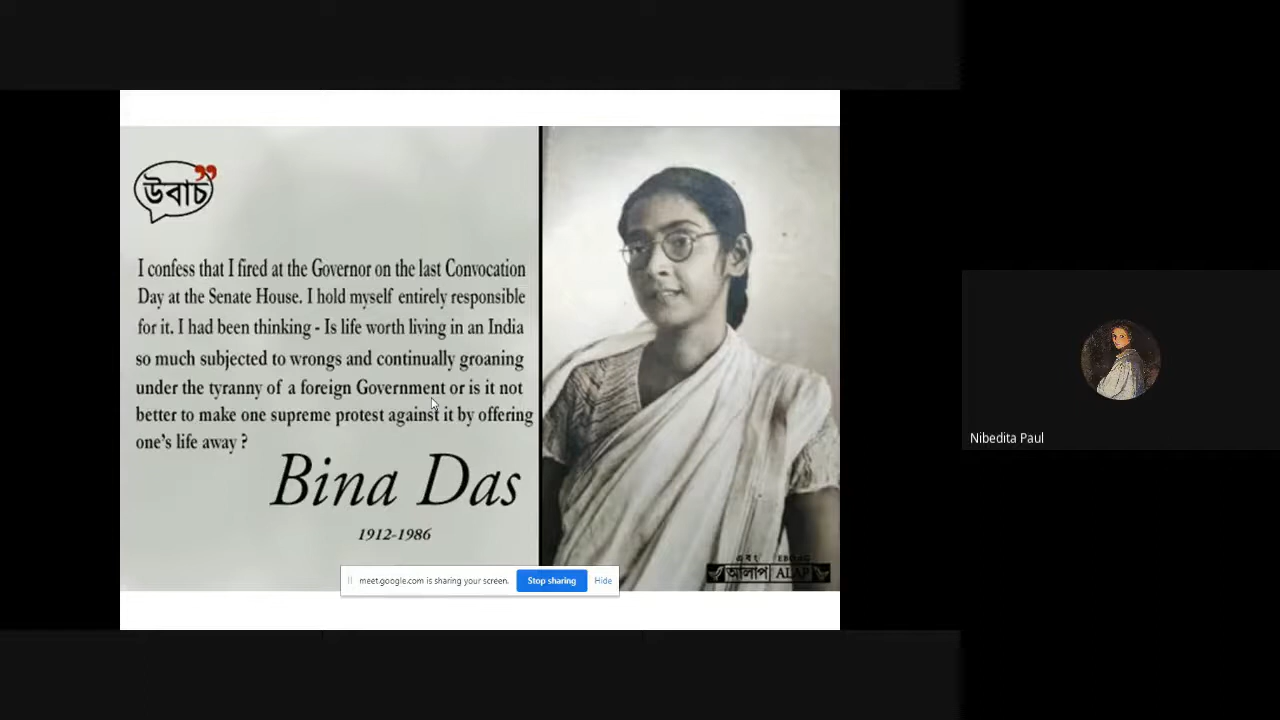 উবাচ
I confess that I fired at the Governor on the last Convocation
Day at the Senate House. I hold myself entirely responsible
for it. I had been thinking - Is life worth living in an India
so much subjected to wrongs and continually groaning
under the tyranny of a foreign Government or is it not
better to make one supreme protest against it by offering
one's life away ?
Bina Das
1912-1986
এবং EBONG
আলাপ ALAP
meet.google.com is sharing your screen. Stop sharing Hide
Nibedita Paul